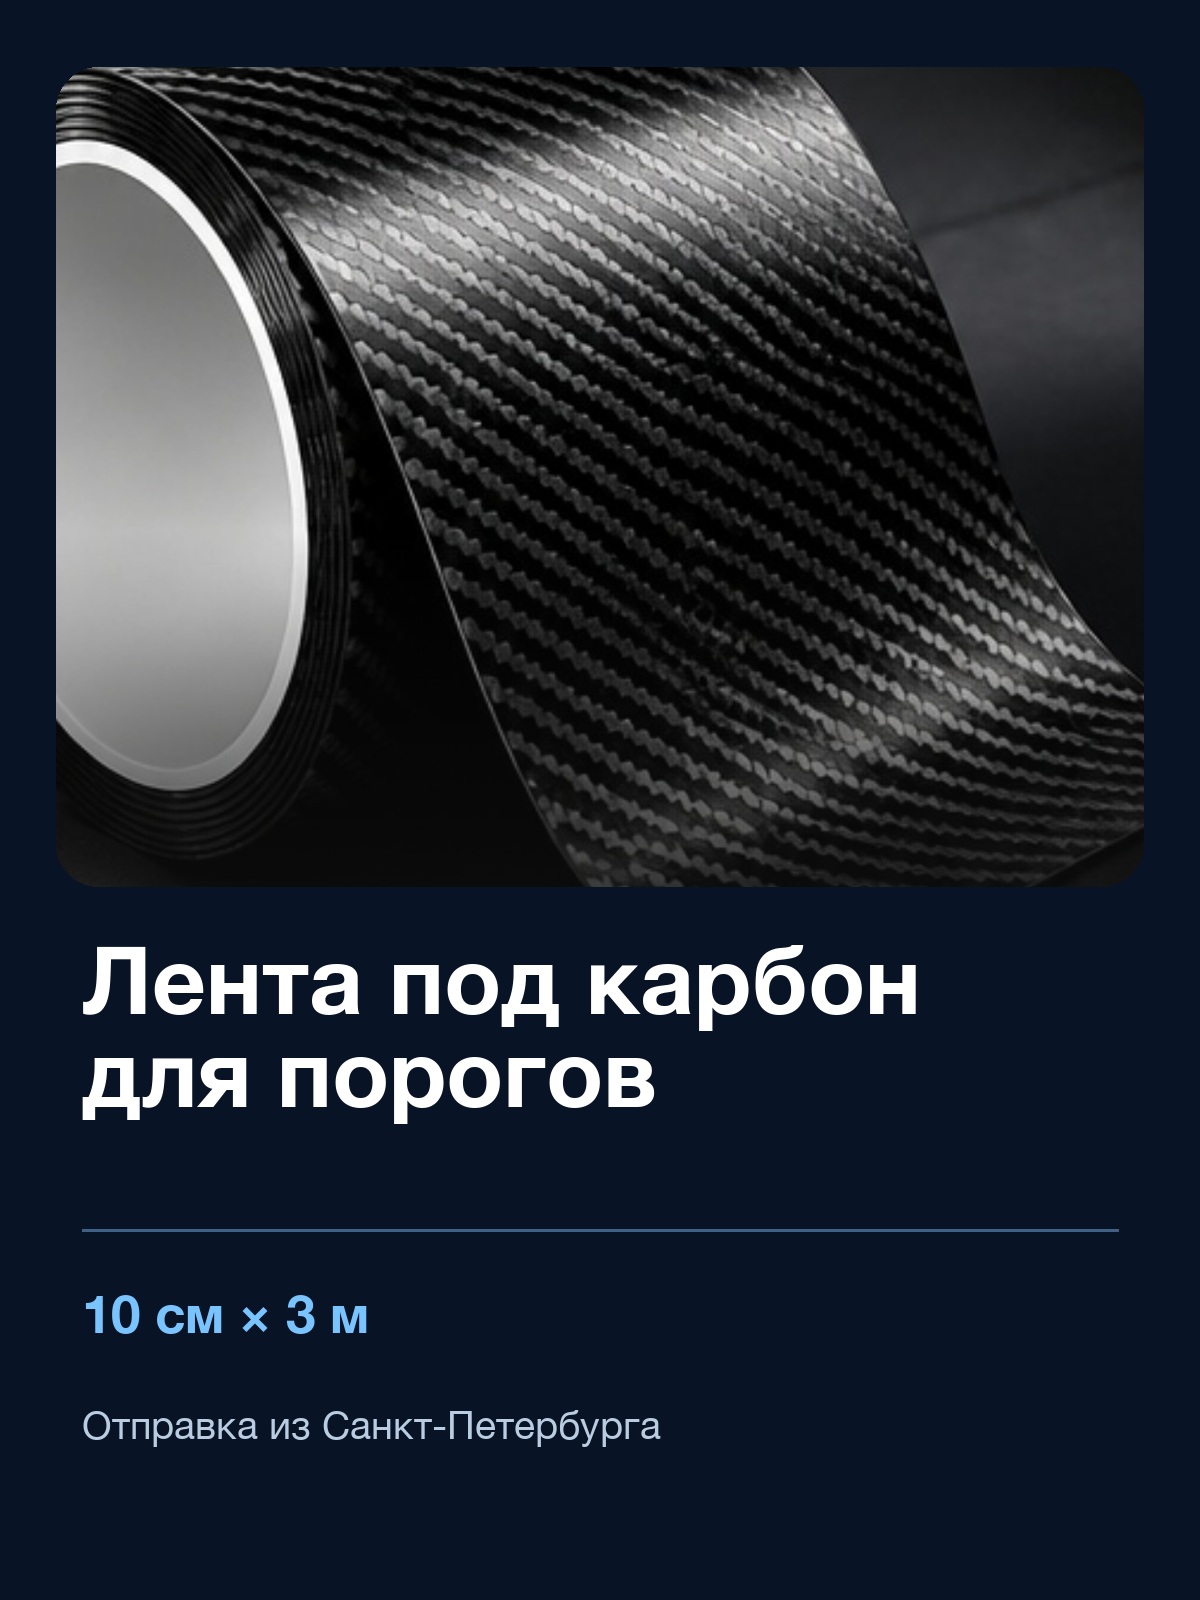 Лента под карбон
для порогов
10 см × 3 м
Отправка из Санкт-Петербурга